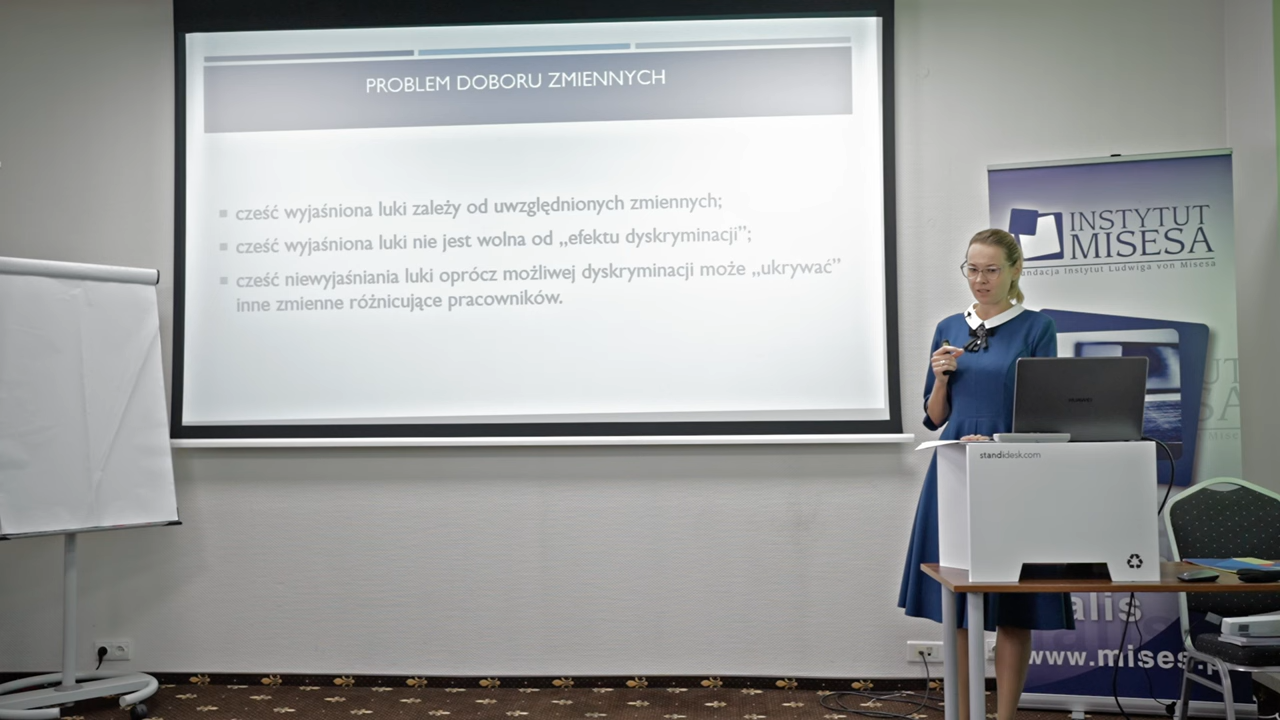 PROBLEM DOBORU ZMIENNYCH
cześć wyjaśniona luki zależy od uwzględnionych zmiennych;
cześć wyjaśniona luki nie jest wolna od „efektu dyskryminacji”;
cześć niewyjaśniania luki oprócz możliwej dyskryminacji może „ukrywać”
inne zmienne różnicujące pracowników.
INSTYTUT
MISESA
undacja Instytut Ludwiga von Misesa
HUAWEI
standidesk.com
alis
www.mises.p